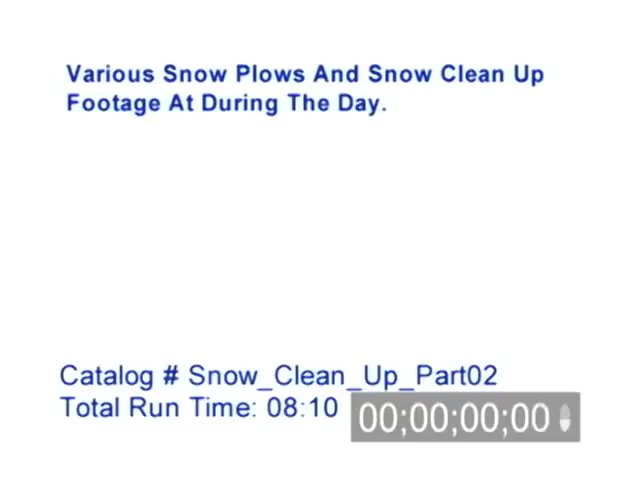 Various Snow Plows And Snow Clean Up
Footage At During The Day.
Catalog # Snow_Clean_Up_Part02
Total Run Time: 08:10
00;00;00;00